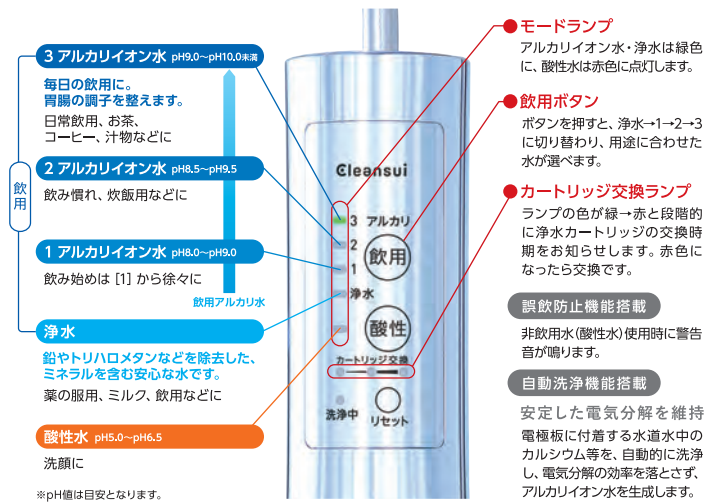 3 アルカリイオン水 pH9.0〜pH10.0未満
毎日の飲用に。
胃腸の調子を整えます。
日常飲用、お茶、
コーヒー、汁物などに
2 アルカリイオン水 pH8.5〜pH9.5
飲み慣れ、炊飯用などに
飲用
1 アルカリイオン水 pH8.0〜pH9.0
飲み始めは［1］から徐々に
飲用アルカリ水
浄水
鉛やトリハロメタンなどを除去した、
ミネラルを含む安心な水です。
薬の服用、ミルク、飲用などに
酸性水 pH5.0〜pH6.5
洗顔に
※pH値は目安となります。
Cleansui
3 アルカリ
2
飲用
1
浄水
酸性
カートリッジ交換
洗浄中
リセット
モードランプ
アルカリイオン水・浄水は緑色
に、酸性水は赤色に点灯します。
飲用ボタン
ボタンを押すと、浄水→1→2→3
に切り替わり、用途に合わせた
水が選べます。
カートリッジ交換ランプ
ランプの色が緑→赤と段階的
に浄水カートリッジの交換時
期をお知らせします。赤色に
なったら交換です。
誤飲防止機能搭載
非飲用水（酸性水）使用時に警告
音が鳴ります。
自動洗浄機能搭載
安定した電気分解を維持
電極板に付着する水道水中の
カルシウム等を、自動的に洗浄
し、電気分解の効率を落とさず、
アルカリイオン水を生成します。